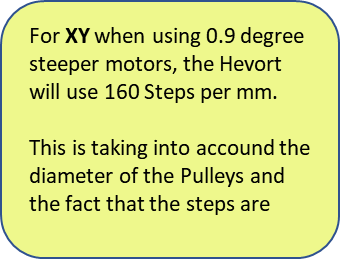 For XY when using 0.9 degree
steeper motors, the Hevort
will use 160 Steps per mm.
This is taking into accound the
diameter of the Pulleys and
the fact that the steps are